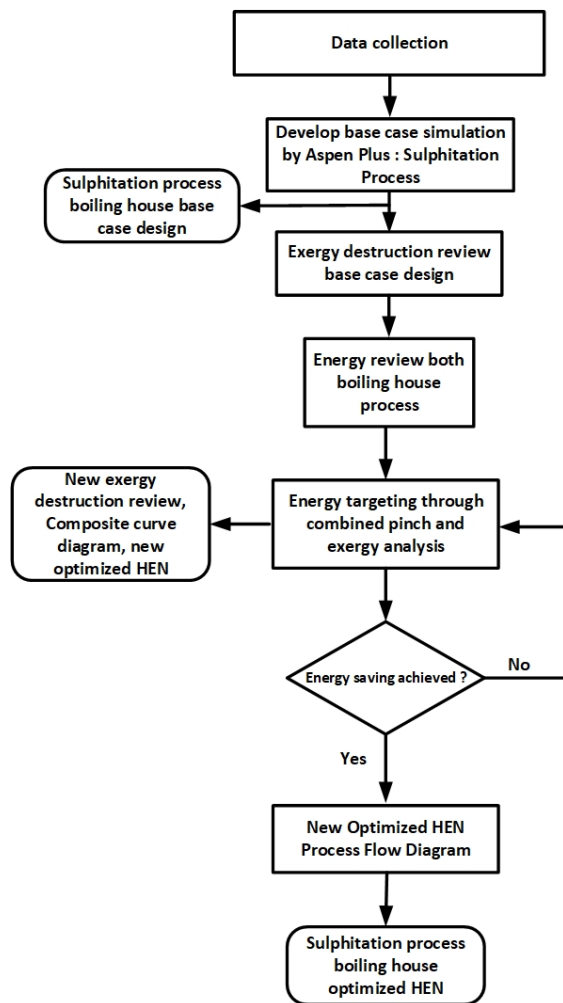 Data collection
Develop base case simulation
by Aspen Plus : Sulphitation
Process
Sulphitation process
boiling house base
case design
Exergy destruction review
base case design
Energy review both
boiling house
process
New exergy
destruction review,
Composite curve
diagram, new
optimized HEN
Energy targeting through
combined pinch and
exergy analysis
Energy saving achieved ?
No
Yes
New Optimized HEN
Process Flow Diagram
Sulphitation process
boiling house
optimized HEN